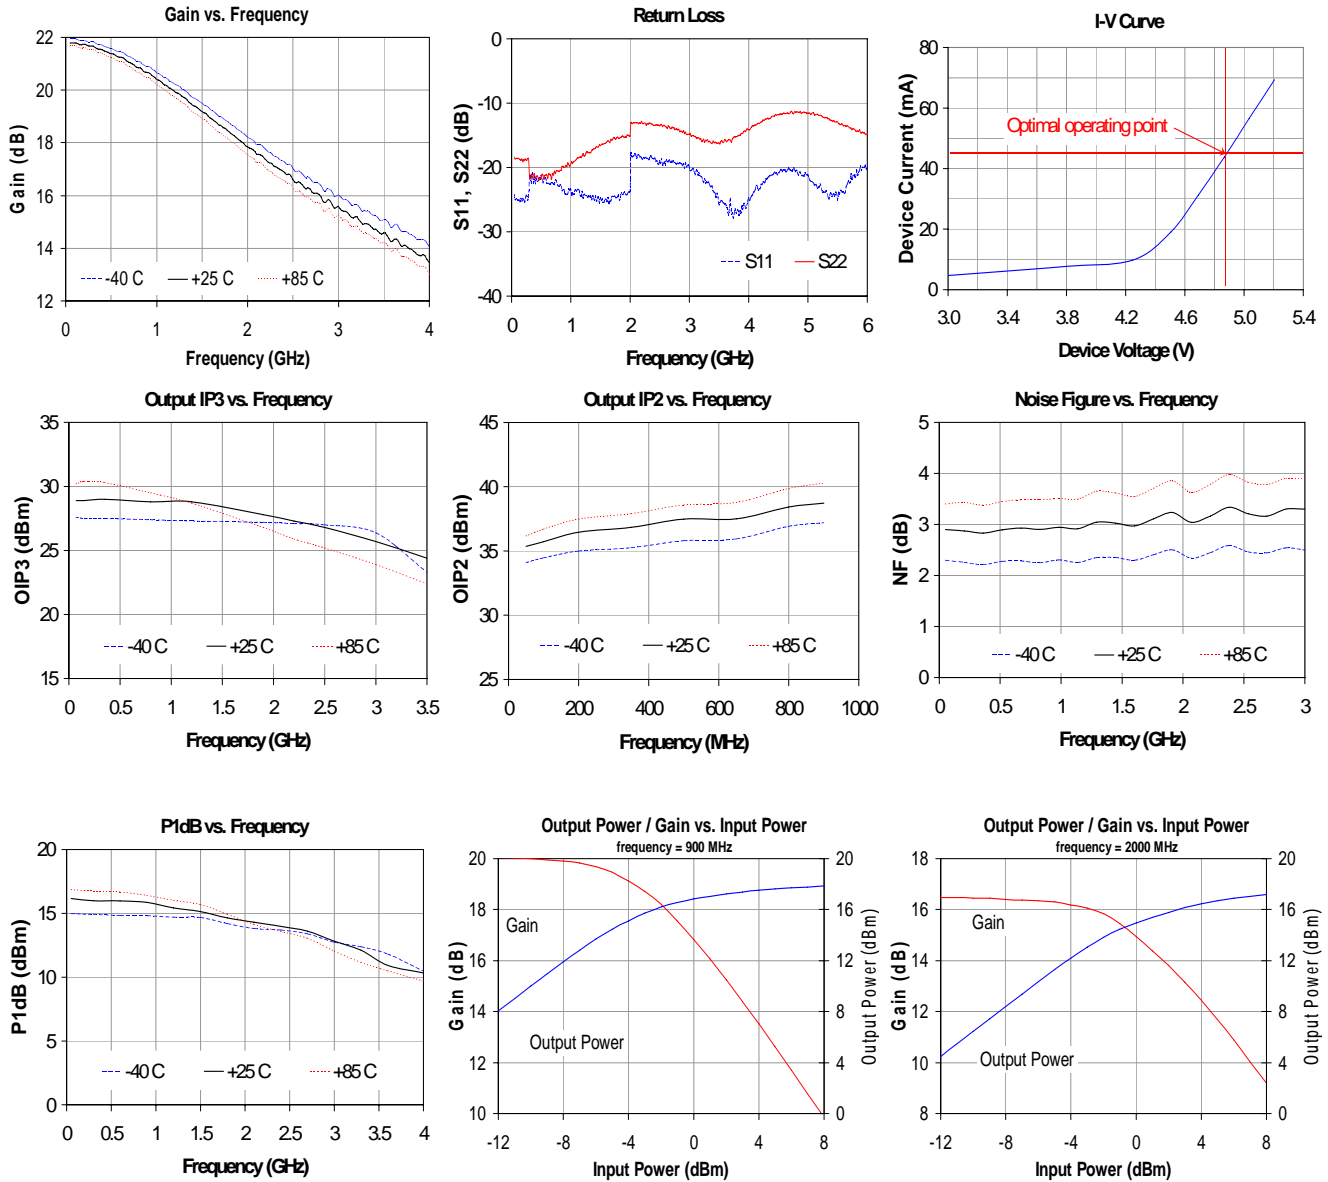 Gain vs. Frequency
22
20
18
16
14
12
Gain (dB)
-40 C +25 C +85 C
0 1 2 3 4
Frequency (GHz)
Return Loss
0
-10
-20
-30
-40
S11, S22 (dB)
S11 S22
0 1 2 3 4 5 6
Frequency (GHz)
I-V Curve
80
60
40
20
0
Device Current (mA)
Optimal operating point
3.0 3.4 3.8 4.2 4.6 5.0 5.4
Device Voltage (V)
Output IP3 vs. Frequency
35
30
25
20
15
OIP3 (dBm)
-40 C +25 C +85 C
0 0.5 1 1.5 2 2.5 3 3.5
Frequency (GHz)
Output IP2 vs. Frequency
45
40
35
30
25
OIP2 (dBm)
-40 C +25 C +85 C
0 200 400 600 800 1000
Frequency (MHz)
Noise Figure vs. Frequency
5
4
3
2
1
0
NF (dB)
-40 C +25 C +85 C
0 0.5 1 1.5 2 2.5 3
Frequency (GHz)
P1dB vs. Frequency
20
15
10
5
0
P1dB (dBm)
-40 C +25 C +85 C
0 0.5 1 1.5 2 2.5 3 3.5 4
Frequency (GHz)
Output Power / Gain vs. Input Power
frequency = 900 MHz
20
18
16
14
12
10
Gain (dB)
Gain
Output Power
20
16
12
8
4
0
Output Power (dBm)
-12 -8 -4 0 4 8
Input Power (dBm)
Output Power / Gain vs. Input Power
frequency = 2000 MHz
18
16
14
12
10
8
Gain (dB)
Gain
Output Power
20
16
12
8
4
0
Output Power (dBm)
-12 -8 -4 0 4 8
Input Power (dBm)